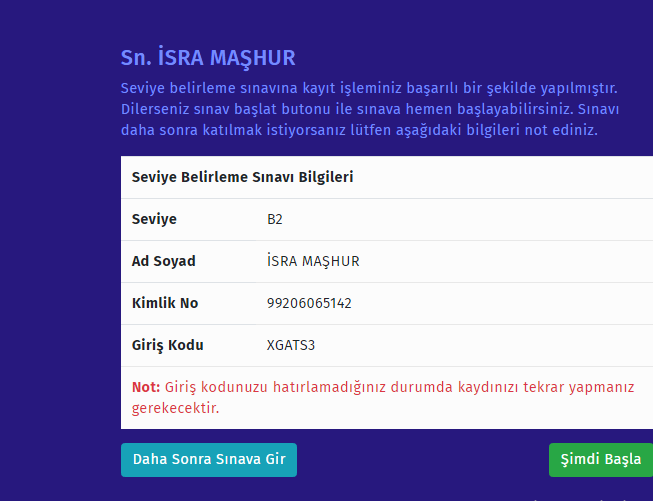 Sn. İSRA MAŞHUR
Seviye belirleme sınavına kayıt işleminiz başarılı bir şekilde yapılmıştır.
Dilerseniz sınav başlat butonu ile sınava hemen başlayabilirsiniz. Sınavı
daha sonra katılmak istiyorsanız lütfen aşağıdaki bilgileri not ediniz.
Seviye Belirleme Sınavı Bilgileri
Seviye B2
Ad Soyad İSRA MAŞHUR
Kimlik No 99206065142
Giriş Kodu XGATS3
Not: Giriş kodunuzu hatırlamadığınız durumda kaydınızı tekrar yapmanız
gerekecektir.
Daha Sonra Sınava Gir Şimdi Başla